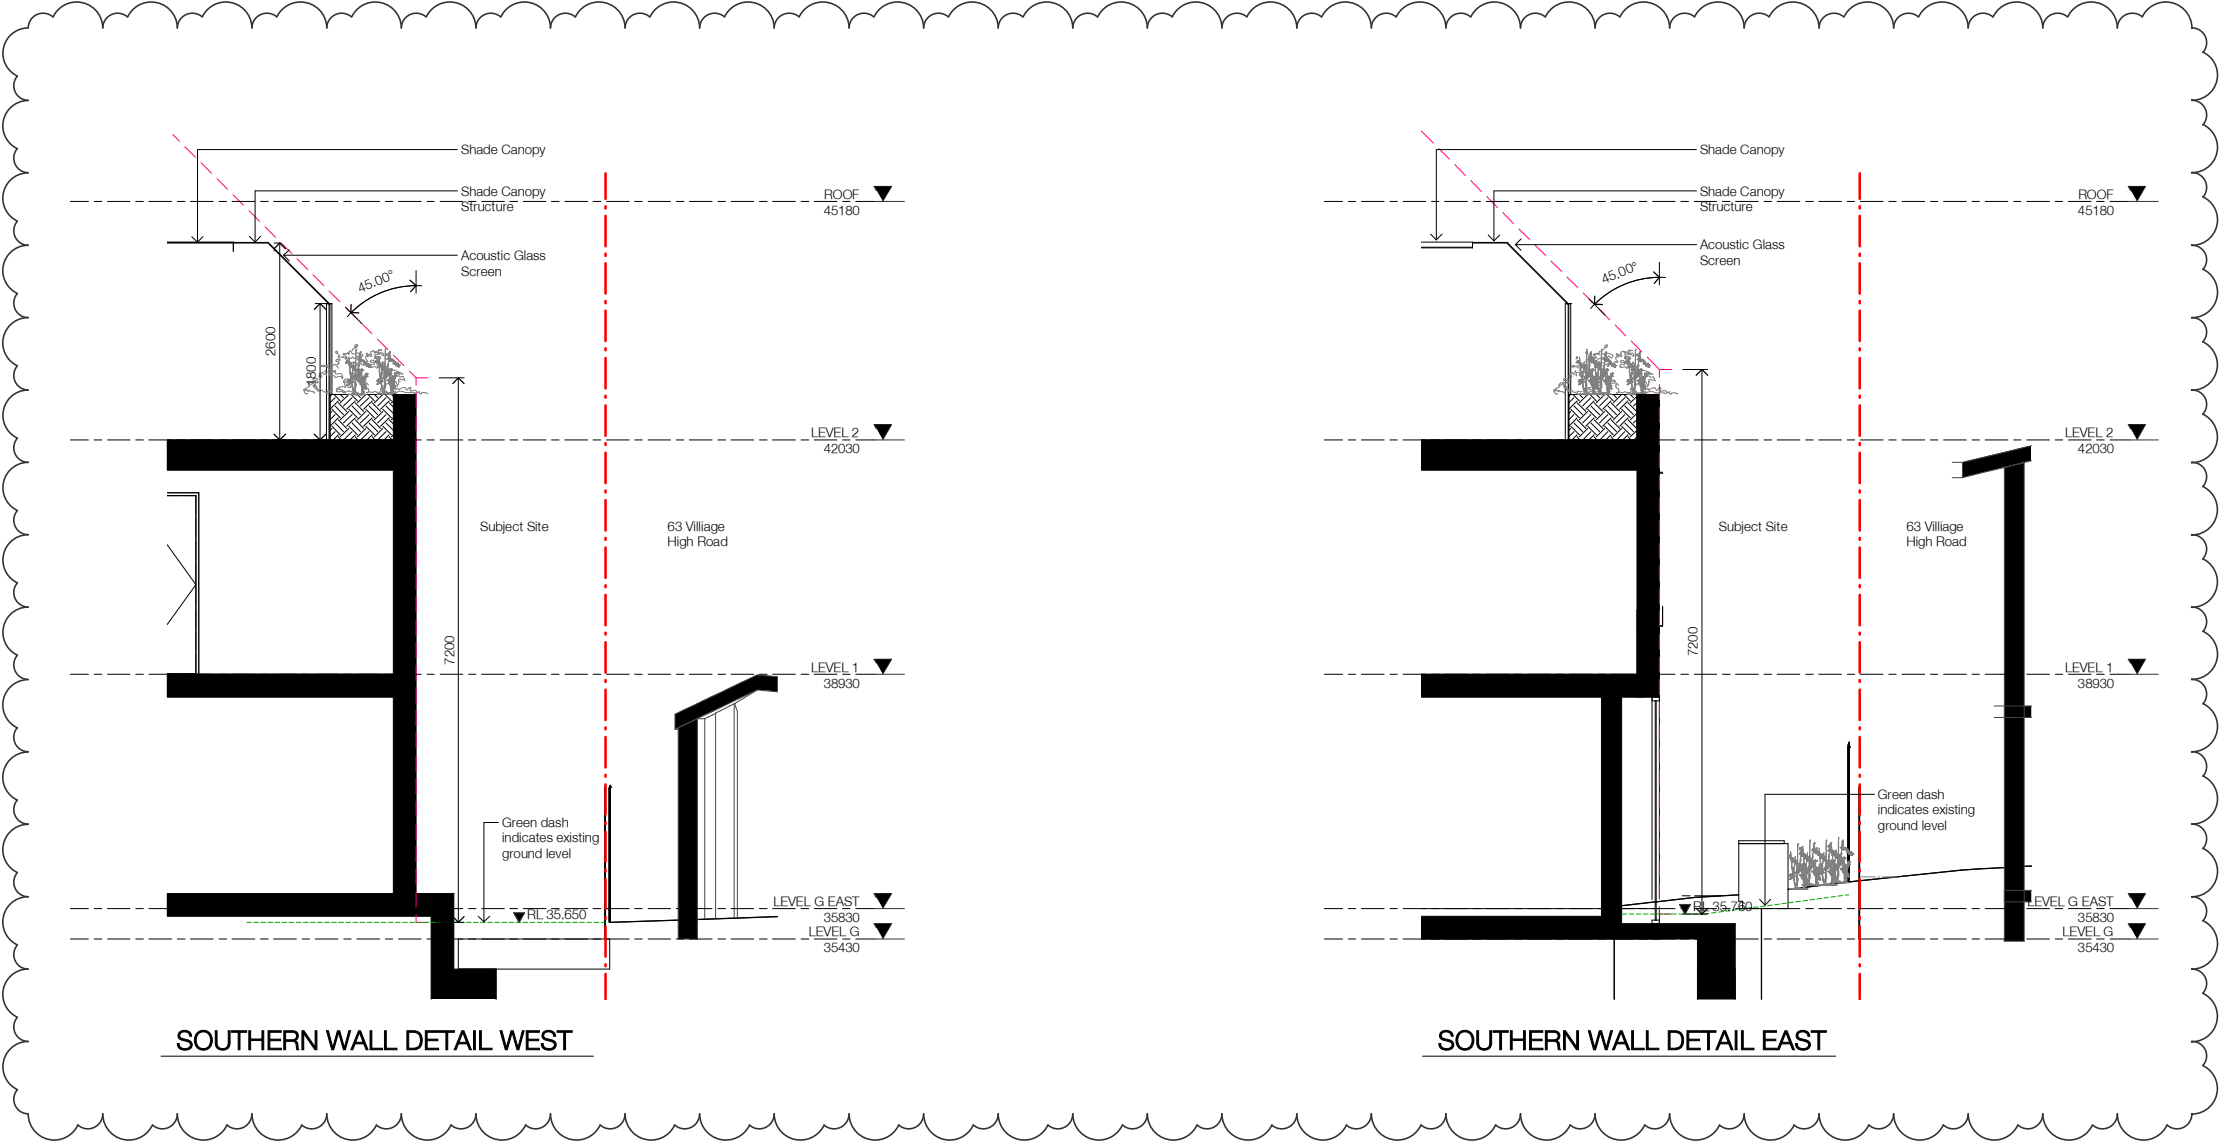 Shade Canopy
Shade Canopy
Structure
ROOF
45180
Acoustic Glass
Screen
45.00°
2600
1800
LEVEL 2
42030
Subject Site
63 Villiage
High Road
7200
LEVEL 1
38930
Green dash
indicates existing
ground level
RL 35.650
LEVEL G EAST
35830
LEVEL G
35430
SOUTHERN WALL DETAIL WEST
Shade Canopy
Shade Canopy
Structure
ROOF
45180
Acoustic Glass
Screen
45.00°
LEVEL 2
42030
Subject Site
63 Villiage
High Road
7200
LEVEL 1
38930
Green dash
indicates existing
ground level
RL 35.760
LEVEL G EAST
35830
LEVEL G
35430
SOUTHERN WALL DETAIL EAST